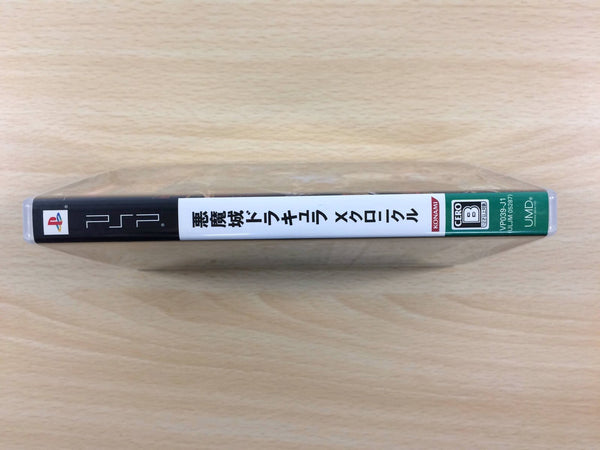 PSP®
悪魔城ドラキュラ Xクロニクル
KONAMI
CERO
B
VP039-J1
(ULJM 05287)
UMD®